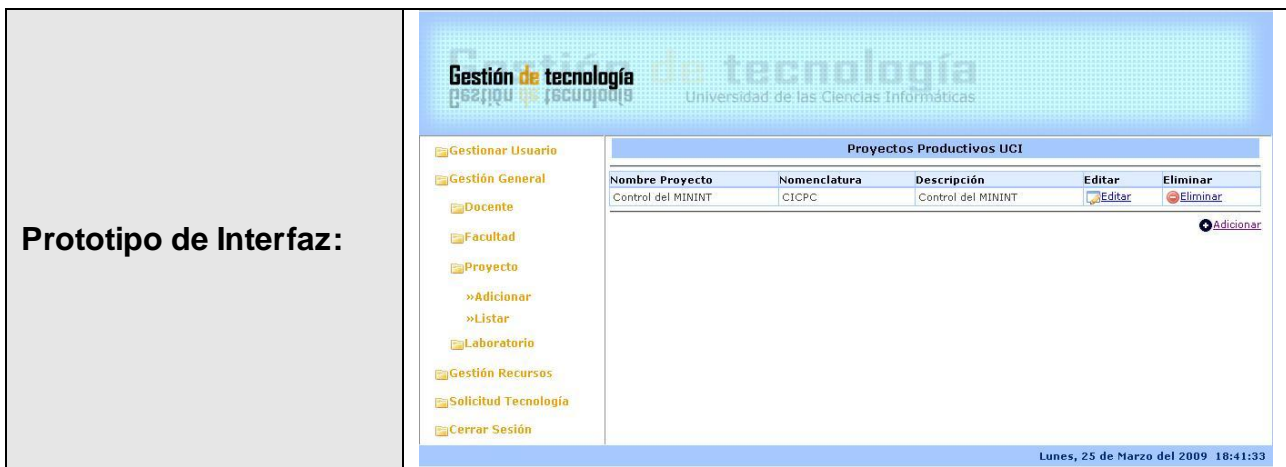 Prototipo de Interfaz:
Gestión de tecnología
Gestión de tecnología
Universidad de las Ciencias Informáticas
Gestionar Usuario
Gestión General
Docente
Facultad
Proyecto
»Adicionar
»Listar
Laboratorio
Gestión Recursos
Solicitud Tecnología
Cerrar Sesión
Proyectos Productivos UCI
Nombre Proyecto Nomenclatura Descripción Editar Eliminar
Control del MININT CICPC Control del MININT Editar Eliminar
Adicionar
Lunes, 25 de Marzo del 2009 18:41:33